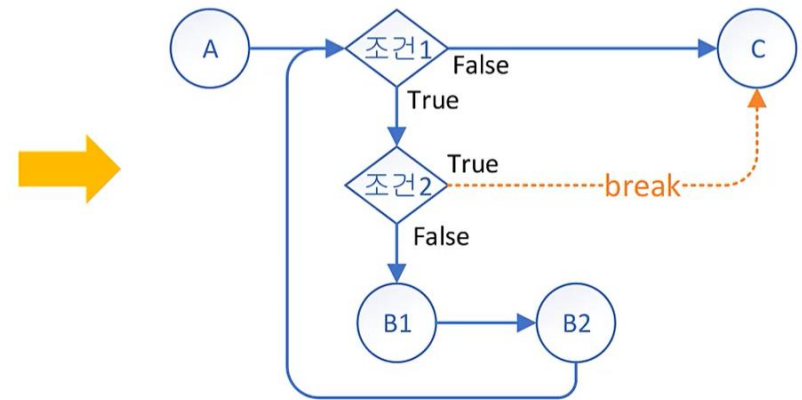 A
조건1
C
False
True
조건2
True
break
False
B1
B2